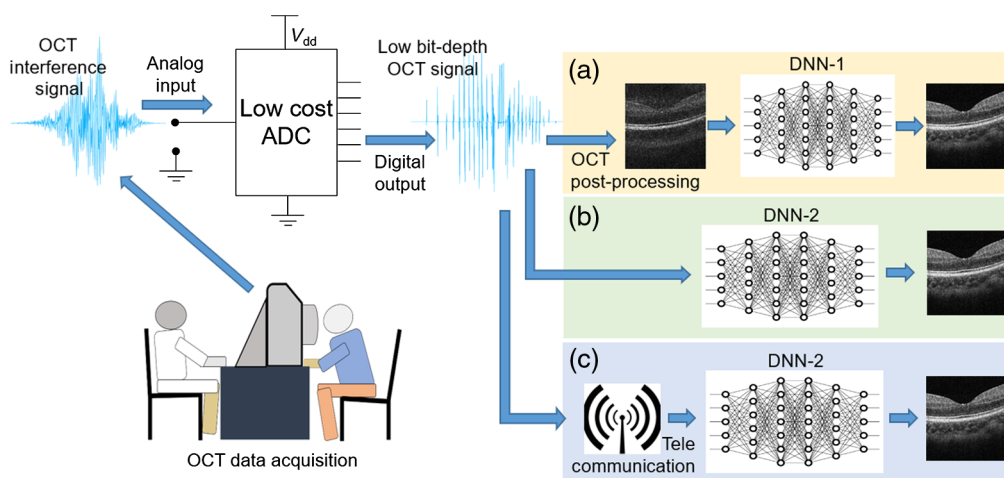 OCT
interference
signal
Analog
input
Vdd
Low cost
ADC
Low bit-depth
OCT signal
Digital
output
OCT data acquisition
(a)
DNN-1
OCT
post-processing
(b)
DNN-2
(c)
DNN-2
Tele
communication